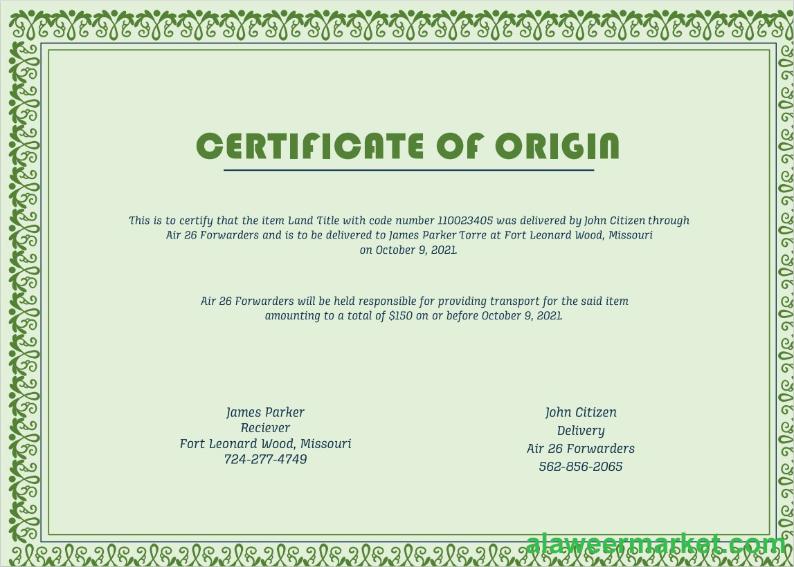 CERTIFICATE OF ORIGIN
This is to certify that the item Land Title with code number 110023405 was delivered by John Citizen through
Air 26 Forwarders and is to be delivered to James Parker Torre at Fort Leonard Wood, Missouri
on October 9, 2021.
Air 26 Forwarders will be held responsible for providing transport for the said item
amounting to a total of $150 on or before October 9, 2021.
James Parker
Reciever
Fort Leonard Wood, Missouri
724-277-4749
John Citizen
Delivery
Air 26 Forwarders
562-856-2065
alaweermarket.com